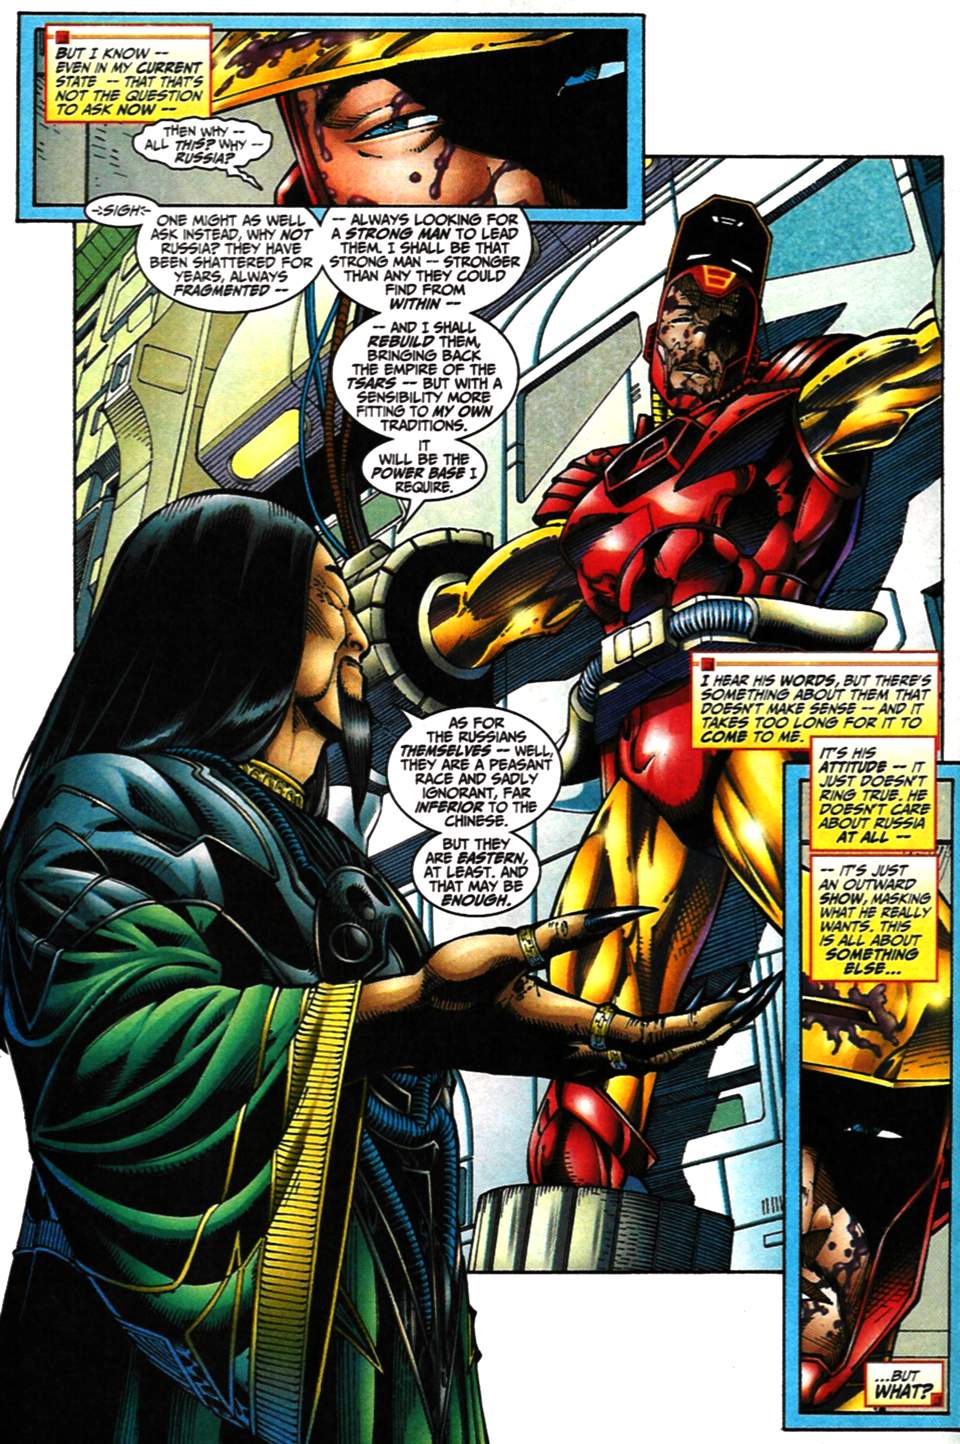 BUT I KNOW --
EVEN IN MY CURRENT
STATE -- THAT THAT'S
NOT THE QUESTION
TO ASK NOW --
THEN WHY --
ALL THIS? WHY --
RUSSIA?
-SIGH-
ONE MIGHT AS WELL
ASK INSTEAD, WHY NOT
RUSSIA? THEY HAVE
BEEN SHATTERED FOR
YEARS, ALWAYS
FRAGMENTED --
-- ALWAYS LOOKING FOR
A STRONG MAN TO LEAD
THEM. I SHALL BE THAT
STRONG MAN -- STRONGER
THAN ANY THEY COULD
FIND FROM
WITHIN --
-- AND I SHALL
REBUILD THEM,
BRINGING BACK
THE EMPIRE OF THE
TSARS -- BUT WITH A
SENSIBILITY MORE
FITTING TO MY OWN
TRADITIONS.
IT
WILL BE THE
POWER BASE I
REQUIRE.
AS FOR
THE RUSSIANS
THEMSELVES -- WELL,
THEY ARE A PEASANT
RACE AND SADLY
IGNORANT, FAR
INFERIOR TO THE
CHINESE.
BUT THEY
ARE EASTERN,
AT LEAST. AND
THAT MAY BE
ENOUGH.
I HEAR HIS WORDS, BUT THERE'S
SOMETHING ABOUT THEM THAT
DOESN'T MAKE SENSE -- AND IT
TAKES TOO LONG FOR IT TO
COME TO ME.
IT'S HIS
ATTITUDE -- IT
JUST DOESN'T
RING TRUE. HE
DOESN'T CARE
ABOUT RUSSIA
AT ALL --
-- IT'S JUST
AN OUTWARD
SHOW, MASKING
WHAT HE REALLY
WANTS. THIS
IS ALL ABOUT
SOMETHING
ELSE...
...BUT
WHAT?